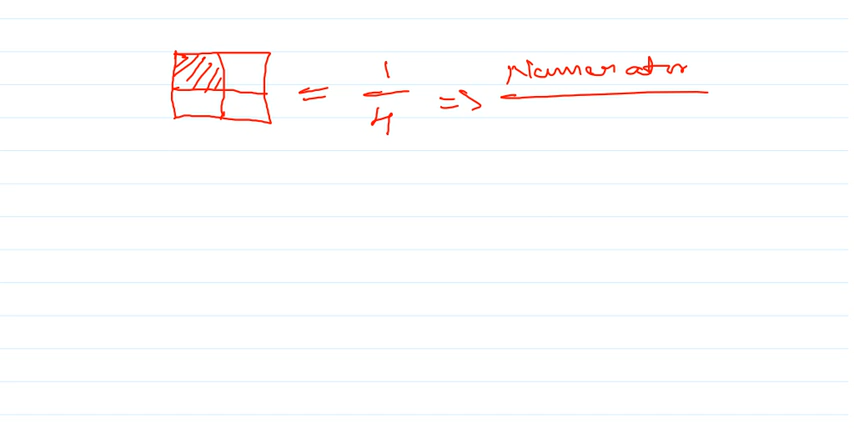 = 1/4 => Numerator